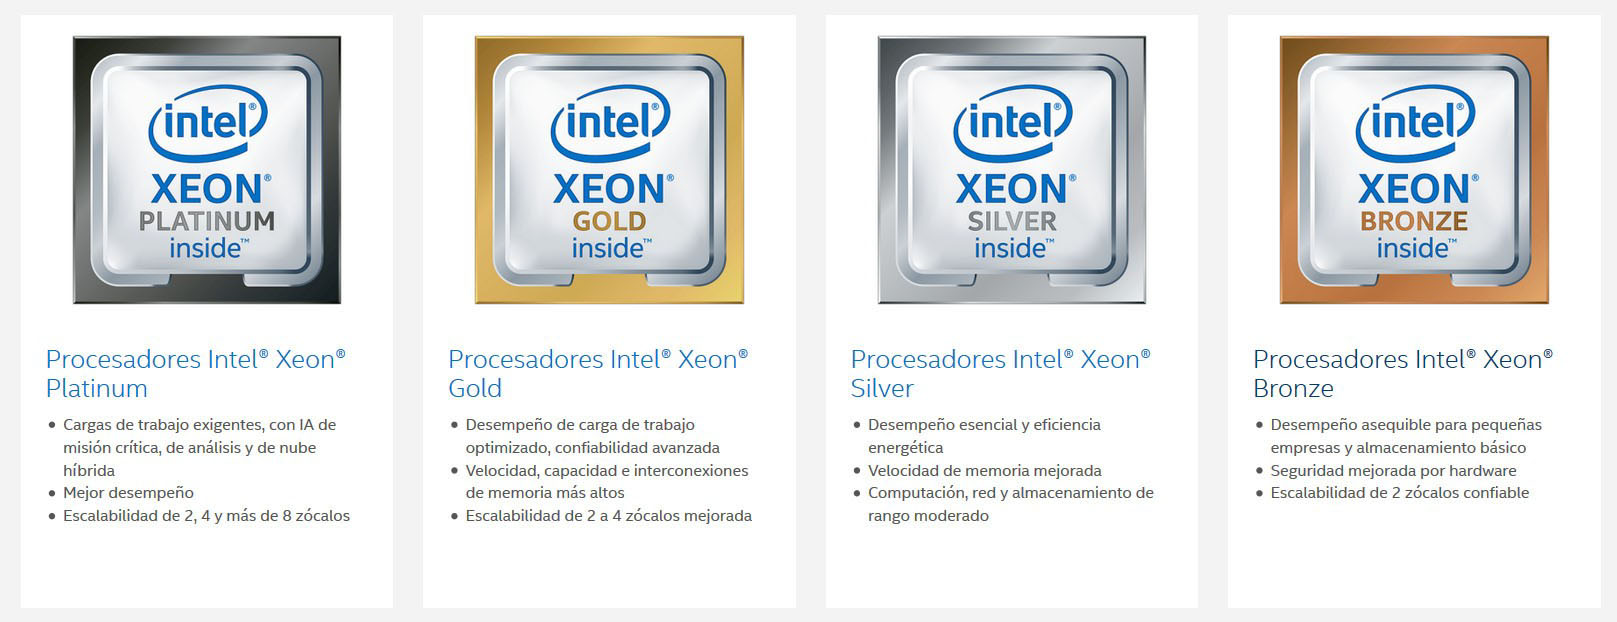 intel®
XEON®
PLATINUM
inside™
Procesadores Intel® Xeon®
Platinum
• Cargas de trabajo exigentes, con IA de
misión crítica, de análisis y de nube
híbrida
• Mejor desempeño
• Escalabilidad de 2, 4 y más de 8 zócalos
intel®
XEON®
GOLD
inside™
Procesadores Intel® Xeon®
Gold
• Desempeño de carga de trabajo
optimizado, confiabilidad avanzada
• Velocidad, capacidad e interconexiones
de memoria más altos
• Escalabilidad de 2 a 4 zócalos mejorada
intel®
XEON®
SILVER
inside™
Procesadores Intel® Xeon®
Silver
• Desempeño esencial y eficiencia
energética
• Velocidad de memoria mejorada
• Computación, red y almacenamiento de
rango moderado
intel®
XEON®
BRONZE
inside™
Procesadores Intel® Xeon®
Bronze
• Desempeño asequible para pequeñas
empresas y almacenamiento básico
• Seguridad mejorada por hardware
• Escalabilidad de 2 zócalos confiable